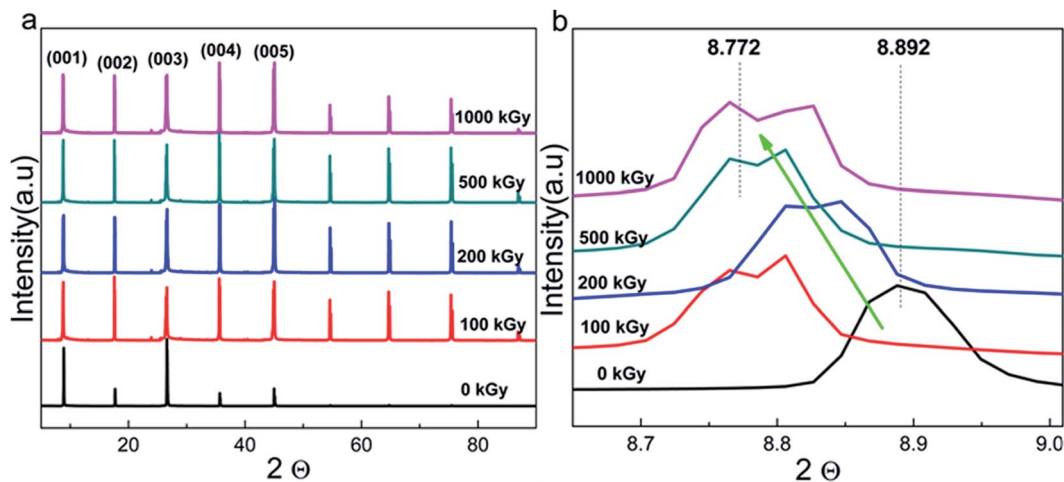 a
(001)
(002)
(003)
(004)
(005)
1000 kGy
500 kGy
200 kGy
100 kGy
0 kGy
Intensity(a.u)
20
40
60
80
2 Θ
b
8.772
8.892
1000 kGy
500 kGy
200 kGy
100 kGy
0 kGy
Intensity(a.u)
8.7
8.8
8.9
9.0
2 Θ